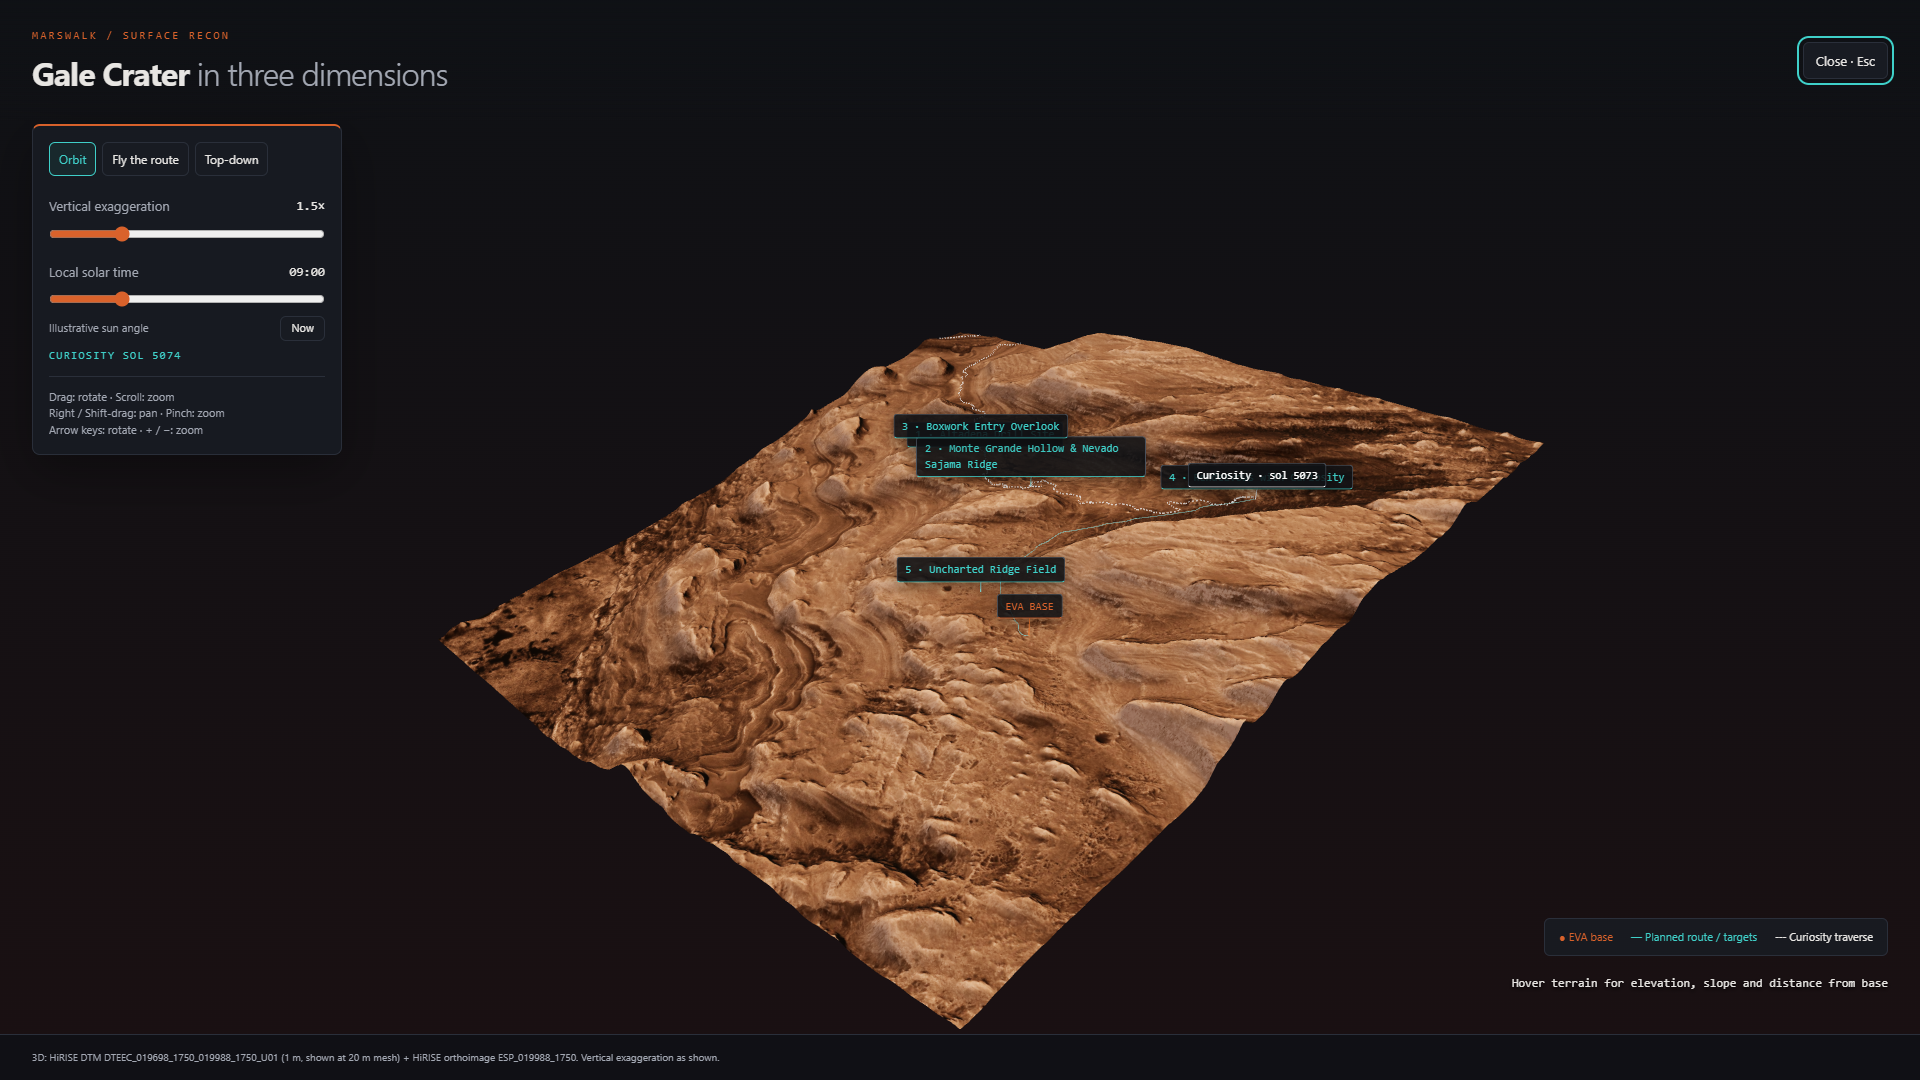 MARSWALK / SURFACE RECON
Gale Crater in three dimensions
Close · Esc
Orbit
Fly the route
Top-down
Vertical exaggeration
1.5x
Local solar time
09:00
Illustrative sun angle
Now
CURIOSITY SOL 5074
Drag: rotate · Scroll: zoom
Right / Shift-drag: pan · Pinch: zoom
Arrow keys: rotate · + / −: zoom
3 · Boxwork Entry Overlook
2 · Monte Grande Hollow & Nevado
Sajama Ridge
4 ·
Curiosity · sol 5073
ity
5 · Uncharted Ridge Field
EVA BASE
● EVA base
— Planned route / targets
--- Curiosity traverse
Hover terrain for elevation, slope and distance from base
3D: HiRISE DTM DTEEC_019698_1750_019988_1750_U01 (1 m, shown at 20 m mesh) + HiRISE orthoimage ESP_019988_1750. Vertical exaggeration as shown.